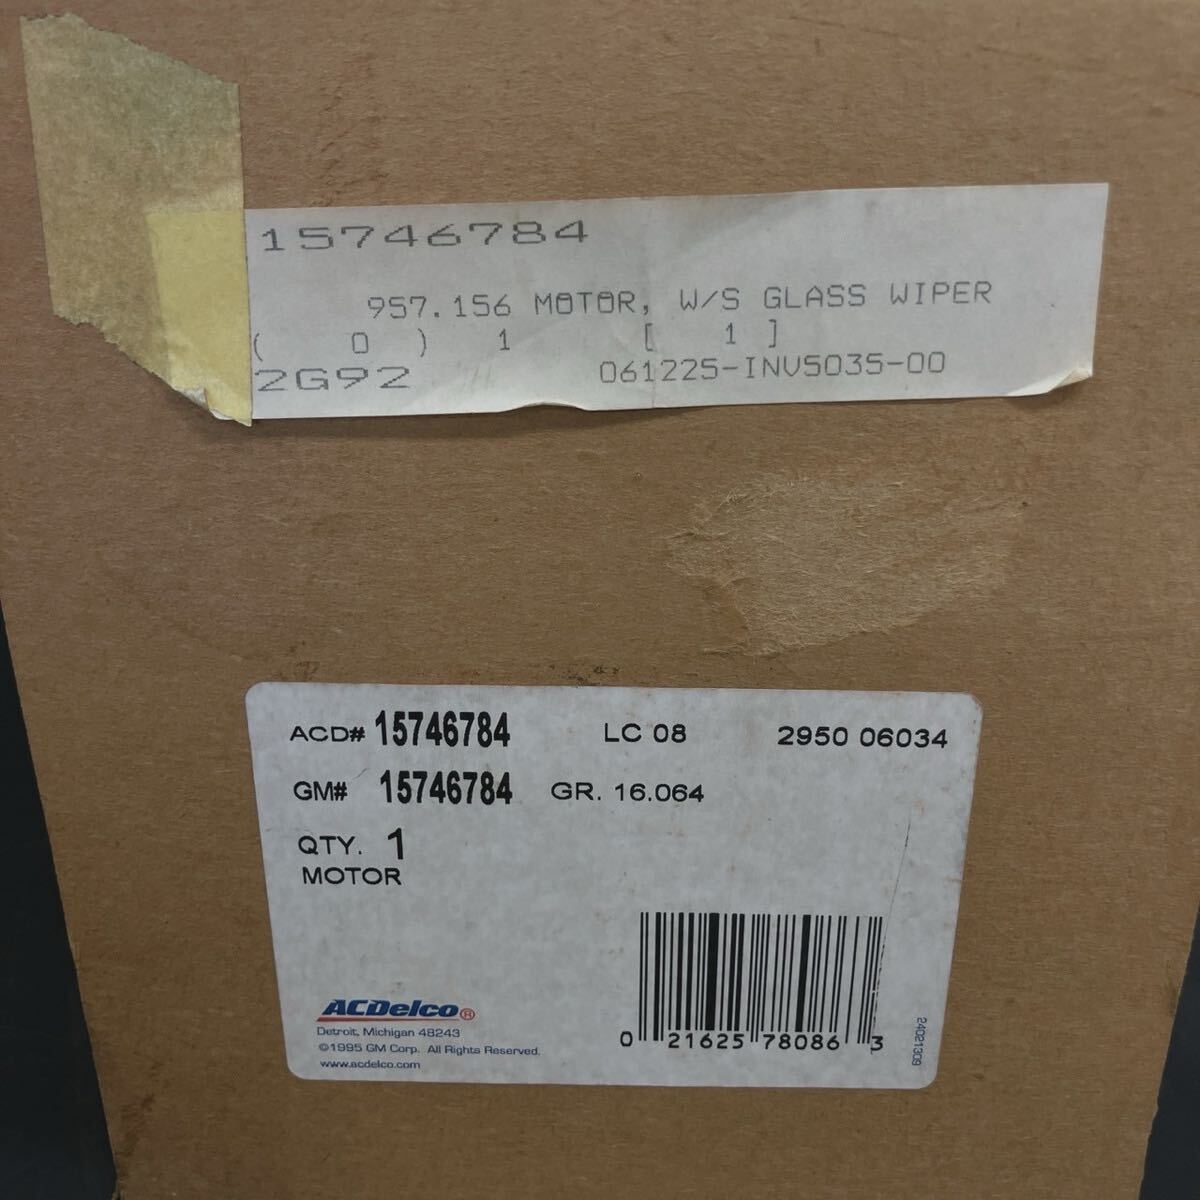 15746784
957.156 MOTOR, W/S GLASS WIPER
( 0 ) 1 [ 1 ]
2G92 061225-INV5035-00
ACD# 15746784 LC 08 2950 06034
GM# 15746784 GR. 16.064
QTY. 1
MOTOR
ACDelco®
Detroit, Michigan 48243
©1995 GM Corp. All Rights Reserved.
www.acdelco.com
0 21625 78086 3
24021309